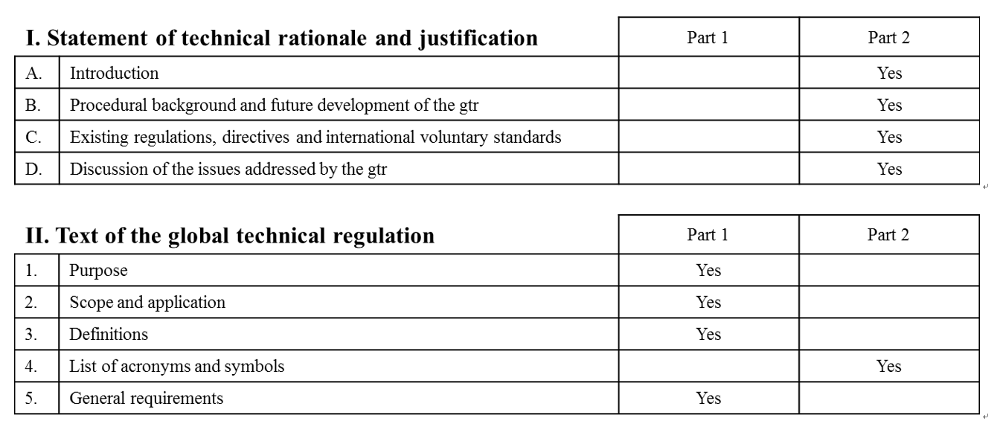 I. Statement of technical rationale and justification Part 1 Part 2
A. Introduction Yes
B. Procedural background and future development of the gtr Yes
C. Existing regulations, directives and international voluntary standards Yes
D. Discussion of the issues addressed by the gtr Yes
II. Text of the global technical regulation Part 1 Part 2
1. Purpose Yes
2. Scope and application Yes
3. Definitions Yes
4. List of acronyms and symbols Yes
5. General requirements Yes